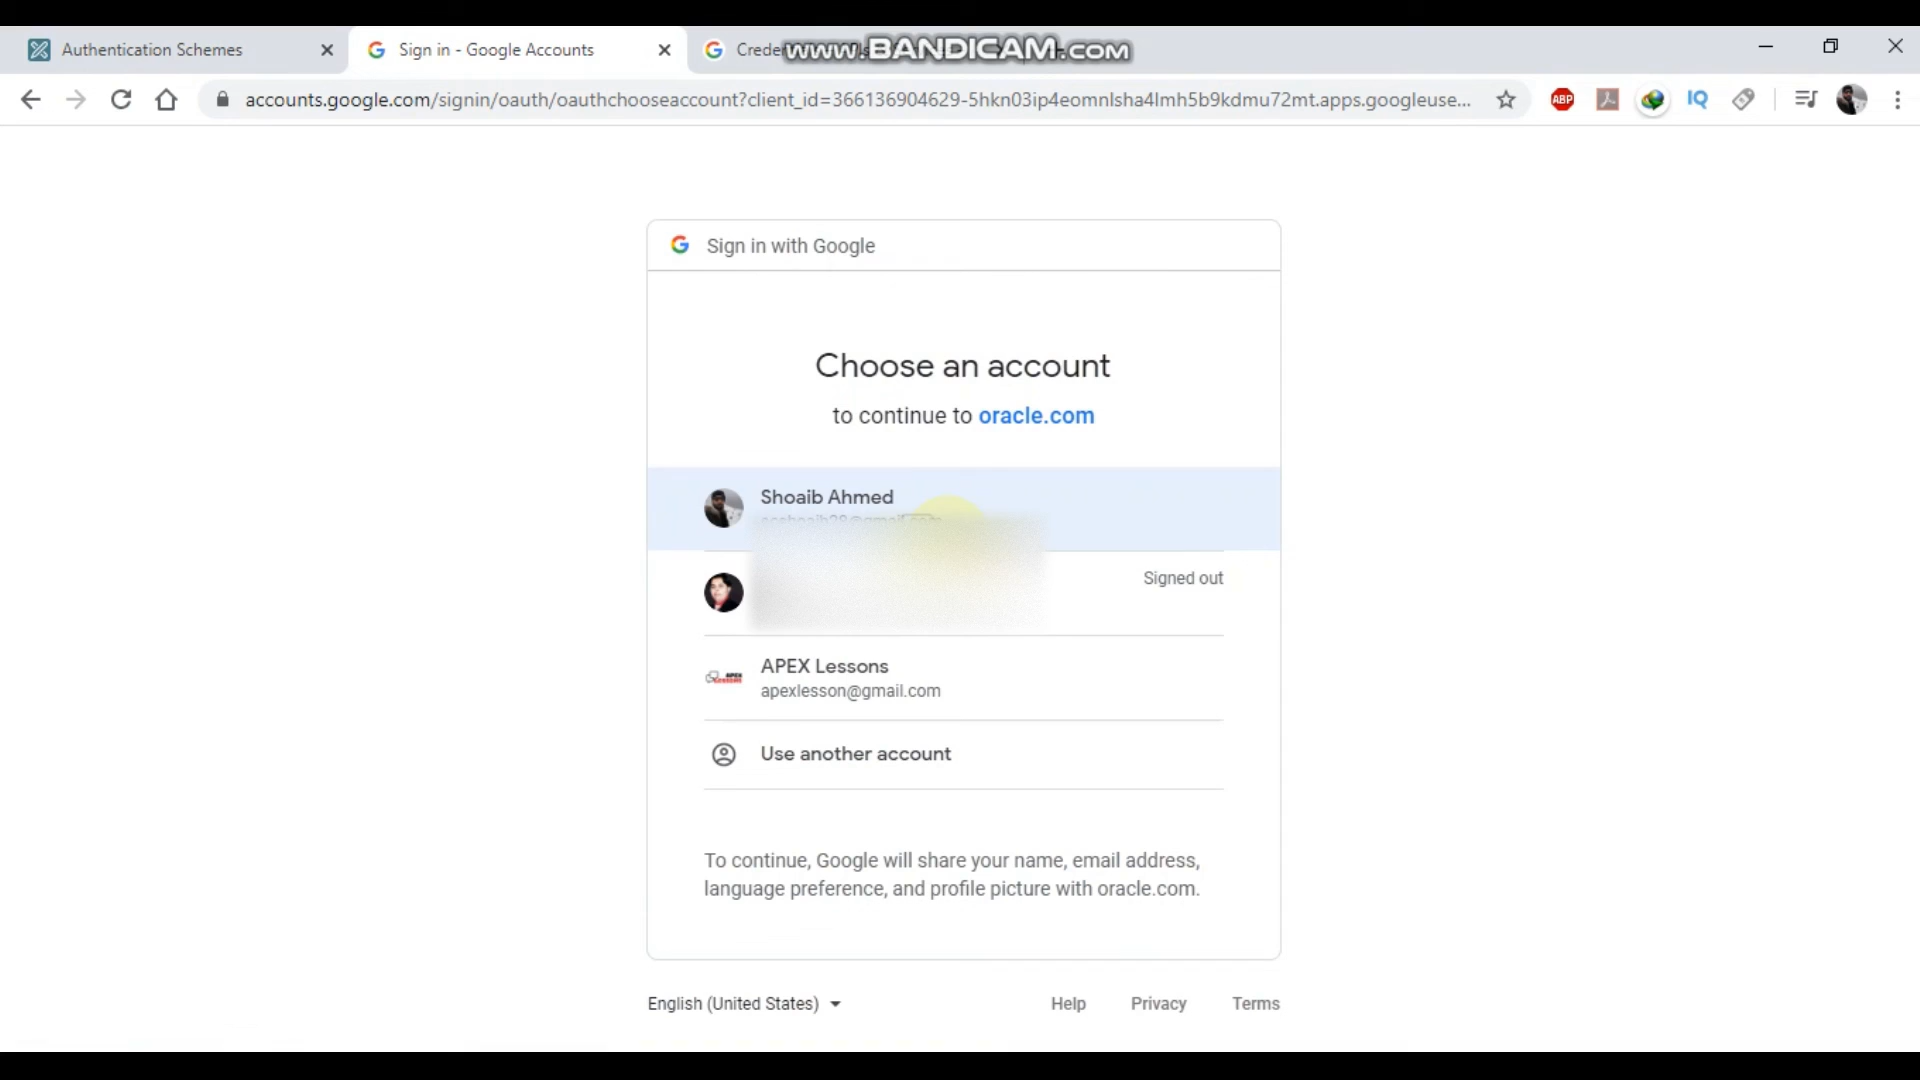 Authentication Schemes
Sign in - Google Accounts
www.BANDICAM.com
accounts.google.com/signin/oauth/oauthchooseaccount?client_id=366136904629-5hkn03ip4eomnlsha4lmh5b9kdmu72mt.apps.googleuse...
ABP
IQ
Sign in with Google
Choose an account
to continue to oracle.com
Shoaib Ahmed
Signed out
APEX Lessons
apexlesson@gmail.com
Use another account
To continue, Google will share your name, email address,
language preference, and profile picture with oracle.com.
English (United States)
Help
Privacy
Terms